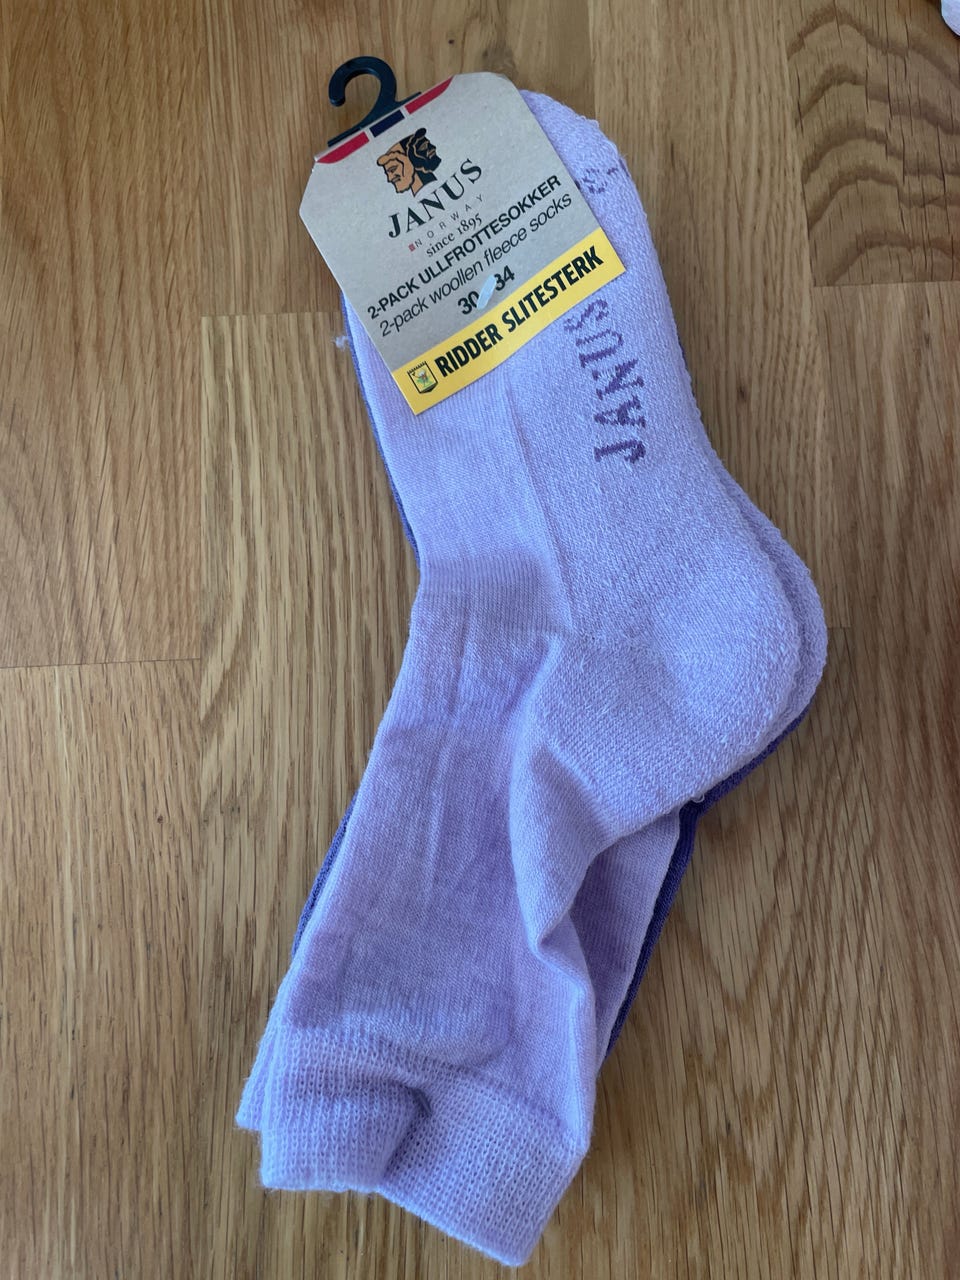 JANUS
NORWAY
since 1895
2-PACK ULLFROTTESOKKER
2-pack woollen fleece socks
30 34
RIDDER SLITESTERK
JANUS